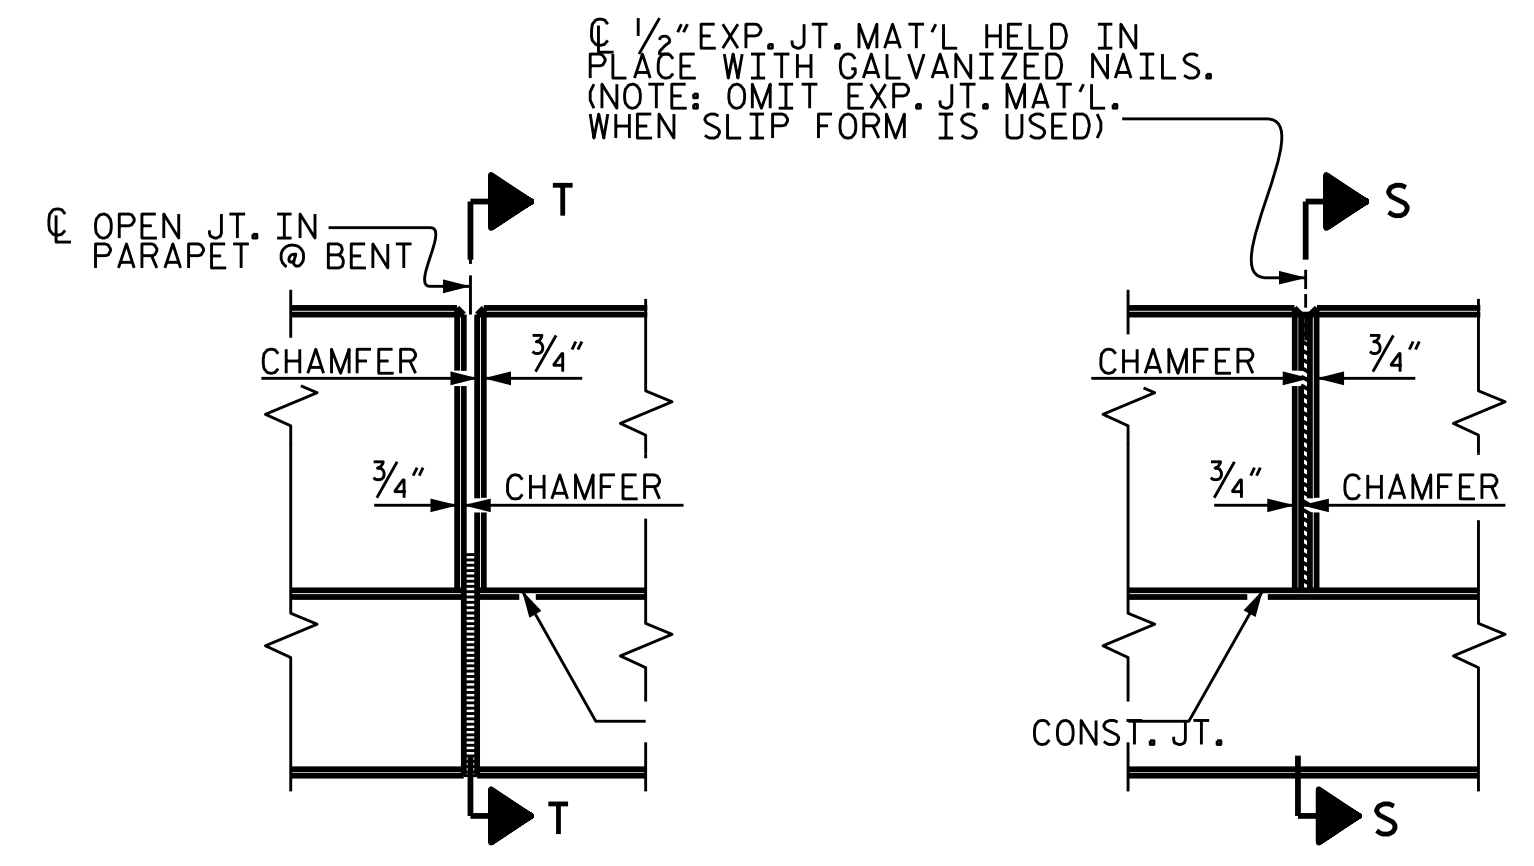 ℄ 1/2" EXP. JT. MAT'L HELD IN
PLACE WITH GALVANIZED NAILS.
(NOTE: OMIT EXP. JT. MAT'L.
WHEN SLIP FORM IS USED)
T
S
℄ OPEN JT. IN
PARAPET @ BENT
CHAMFER
3/4"
CHAMFER
3/4"
3/4"
CHAMFER
3/4"
CHAMFER
CONST. JT.
T
S